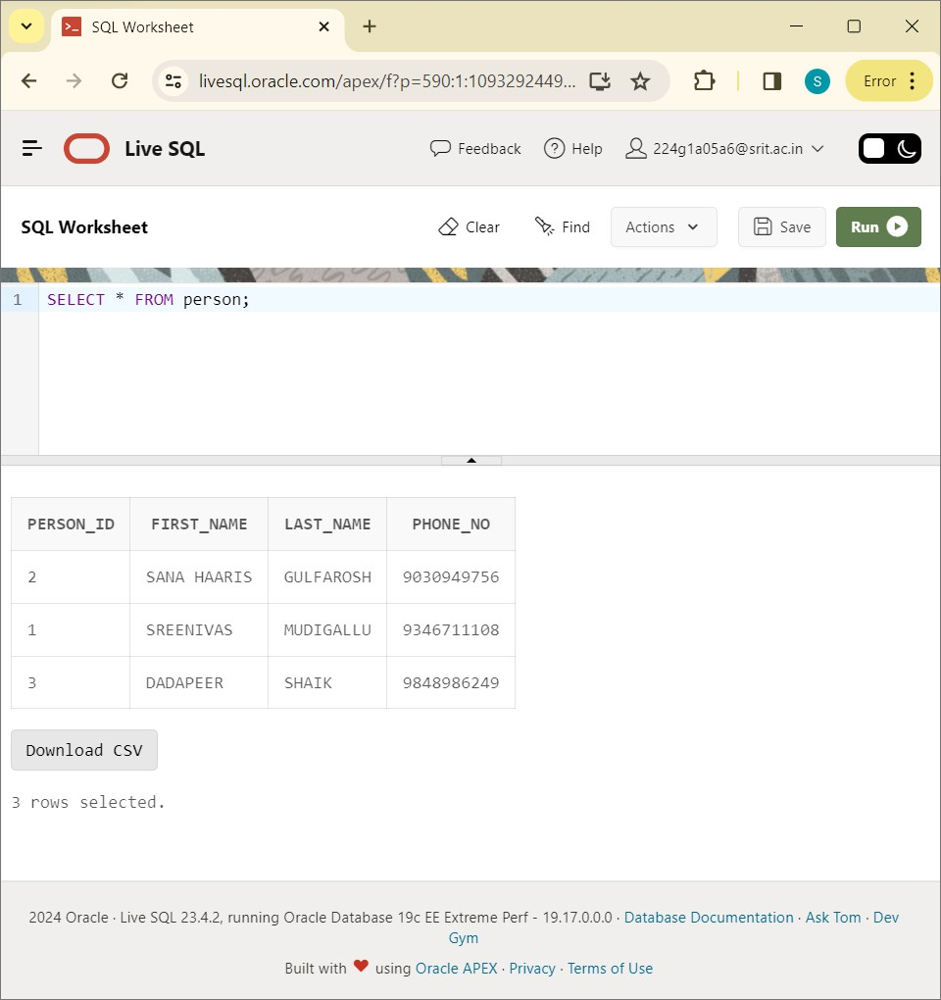 SQL Worksheet
livesql.oracle.com/apex/f?p=590:1:1093292449...
S
Error
Live SQL
Feedback
Help
224g1a05a6@srit.ac.in
SQL Worksheet
Clear
Find
Actions
Save
Run
1 SELECT * FROM person;
PERSON_ID FIRST_NAME LAST_NAME PHONE_NO
2 SANA HAARIS GULFAROSH 9030949756
1 SREENIVAS MUDIGALLU 9346711108
3 DADAPEER SHAIK 9848986249
Download CSV
3 rows selected.
2024 Oracle · Live SQL 23.4.2, running Oracle Database 19c EE Extreme Perf - 19.17.0.0.0 · Database Documentation · Ask Tom · Dev
Gym
Built with ❤ using Oracle APEX · Privacy · Terms of Use